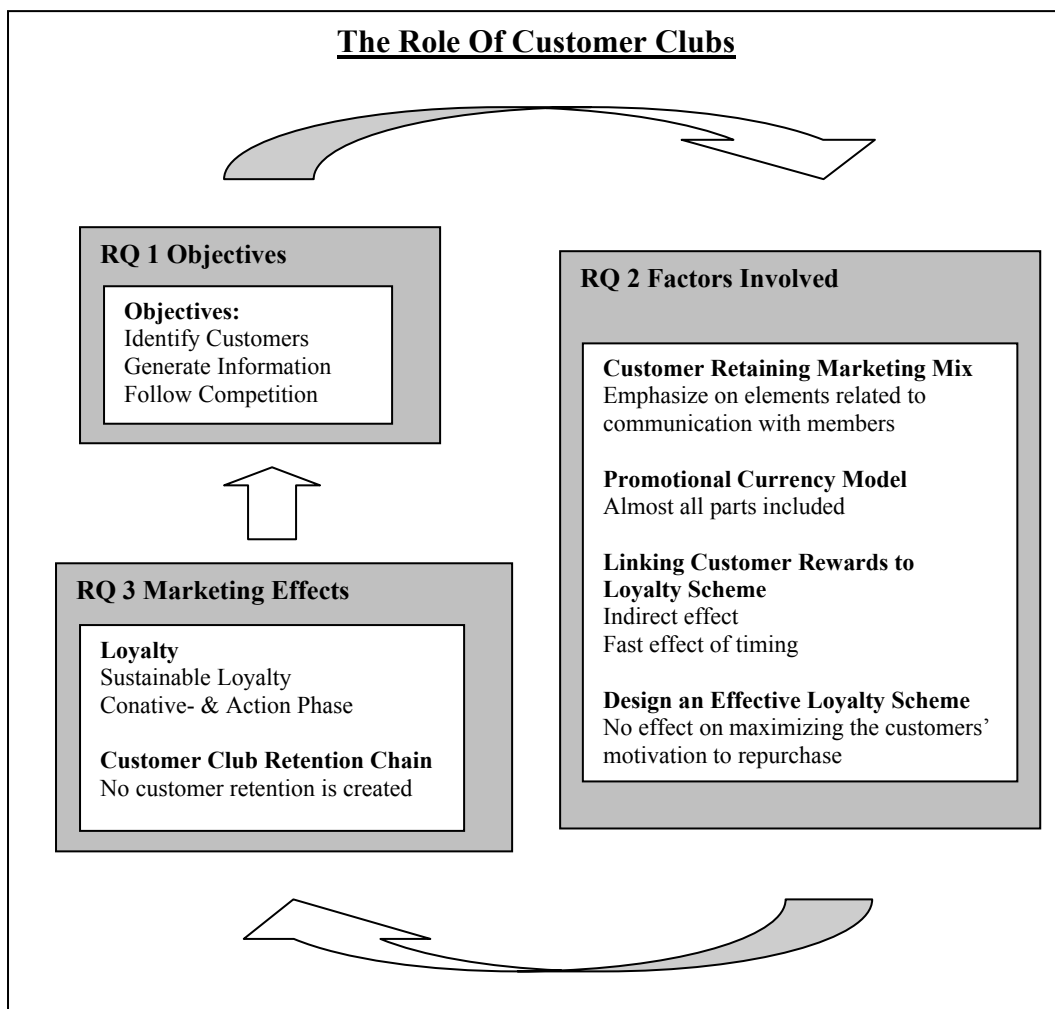 The Role Of Customer Clubs
RQ 1 Objectives
Objectives:
Identify Customers
Generate Information
Follow Competition
RQ 2 Factors Involved
Customer Retaining Marketing Mix
Emphasize on elements related to
communication with members
Promotional Currency Model
Almost all parts included
Linking Customer Rewards to
Loyalty Scheme
Indirect effect
Fast effect of timing
Design an Effective Loyalty Scheme
No effect on maximizing the customers’
motivation to repurchase
RQ 3 Marketing Effects
Loyalty
Sustainable Loyalty
Conative- & Action Phase
Customer Club Retention Chain
No customer retention is created